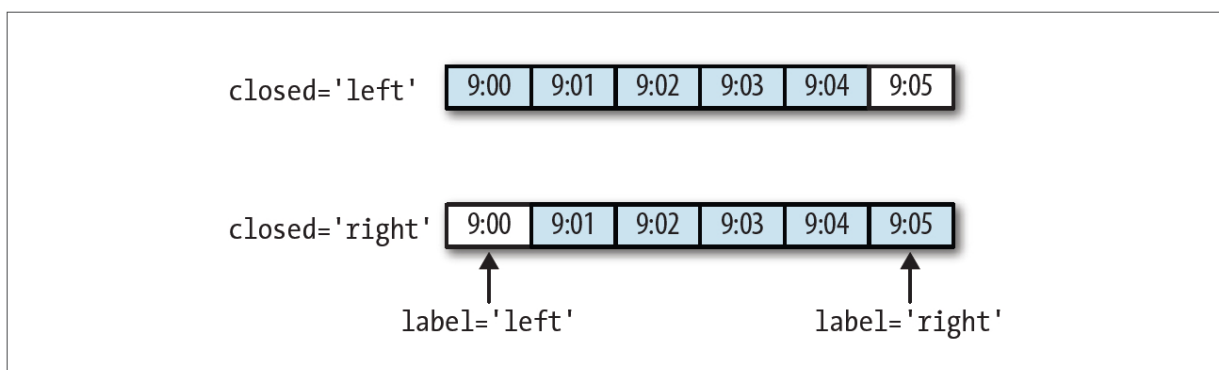 closed='left' 9:00 9:01 9:02 9:03 9:04 9:05
closed='right' 9:00 9:01 9:02 9:03 9:04 9:05
label='left' label='right'